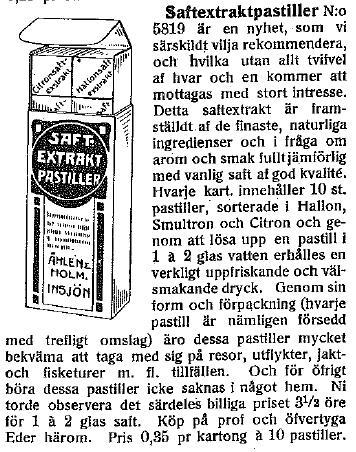 Saftextraktpastiller N:o
5819 är en nyhet, som vi
särskildt vilja rekommendera,
och hvilka utan allt tvifvel
af hvar och en kommer att
mottagas med stort intresse.
Detta saftextrakt är fram-
ställdt af de finaste, naturliga
ingredienser och i fråga om
arom och smak fullt jämförlig
med vanlig saft af god kvalité.
Hvarje kart. innehåller 10 st.
pastiller, sorterade i Hallon,
Smultron och Citron och ge-
nom att lösa upp en pastill i
1 à 2 glas vatten erhålles en
verkligt uppfriskande och väl-
smakande dryck. Genom sin
form och förpackning (hvarje
pastill är nämligen försedd
med trefligt omslag) äro dessa pastiller mycket
bekväma att taga med sig på resor, utflykter, jakt-
och fisketurer m. fl. tillfällen. Och för öfrigt
böra dessa pastiller icke saknas i något hem. Ni
torde observera det särdeles billiga priset 3½ öre
för 1 à 2 glas saft. Köp på prof och öfvertyga
Eder härom. Pris 0,35 pr kartong à 10 pastiller.
Citronsaft-
Extrakt
Hallonsaft-
Extrakt
SAFT-
EXTRAKT
PASTILLER
ÅHLÉN &
HOLM.
INSJÖN